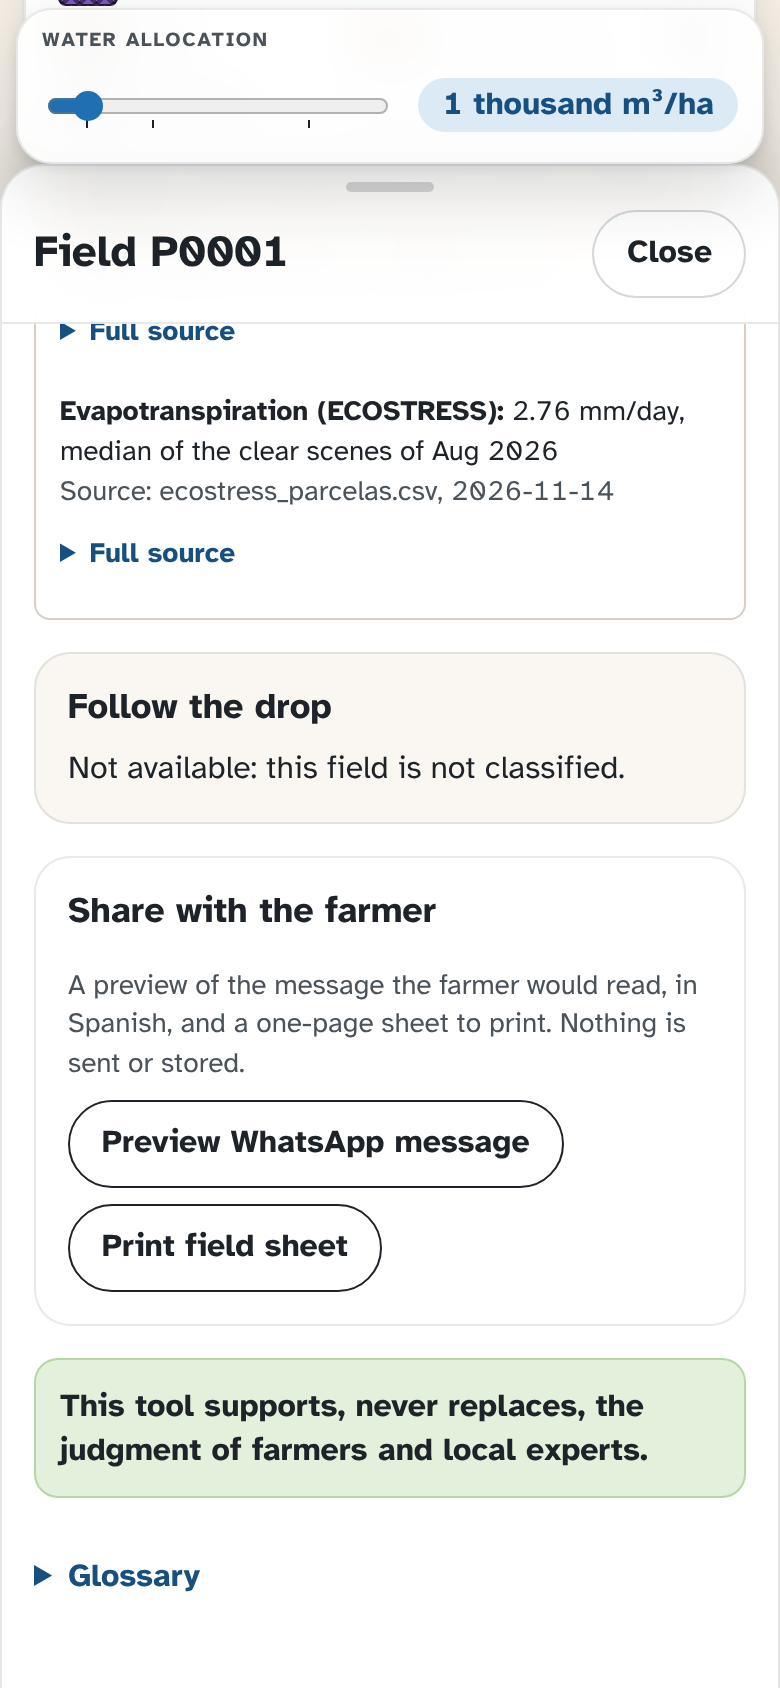 WATER ALLOCATION
1 thousand m³/ha
Field P0001
Close
Full source
Evapotranspiration (ECOSTRESS): 2.76 mm/day,
median of the clear scenes of Aug 2026
Source: ecostress_parcelas.csv, 2026-11-14
Full source
Follow the drop
Not available: this field is not classified.
Share with the farmer
A preview of the message the farmer would read, in
Spanish, and a one-page sheet to print. Nothing is
sent or stored.
Preview WhatsApp message
Print field sheet
This tool supports, never replaces, the
judgment of farmers and local experts.
Glossary